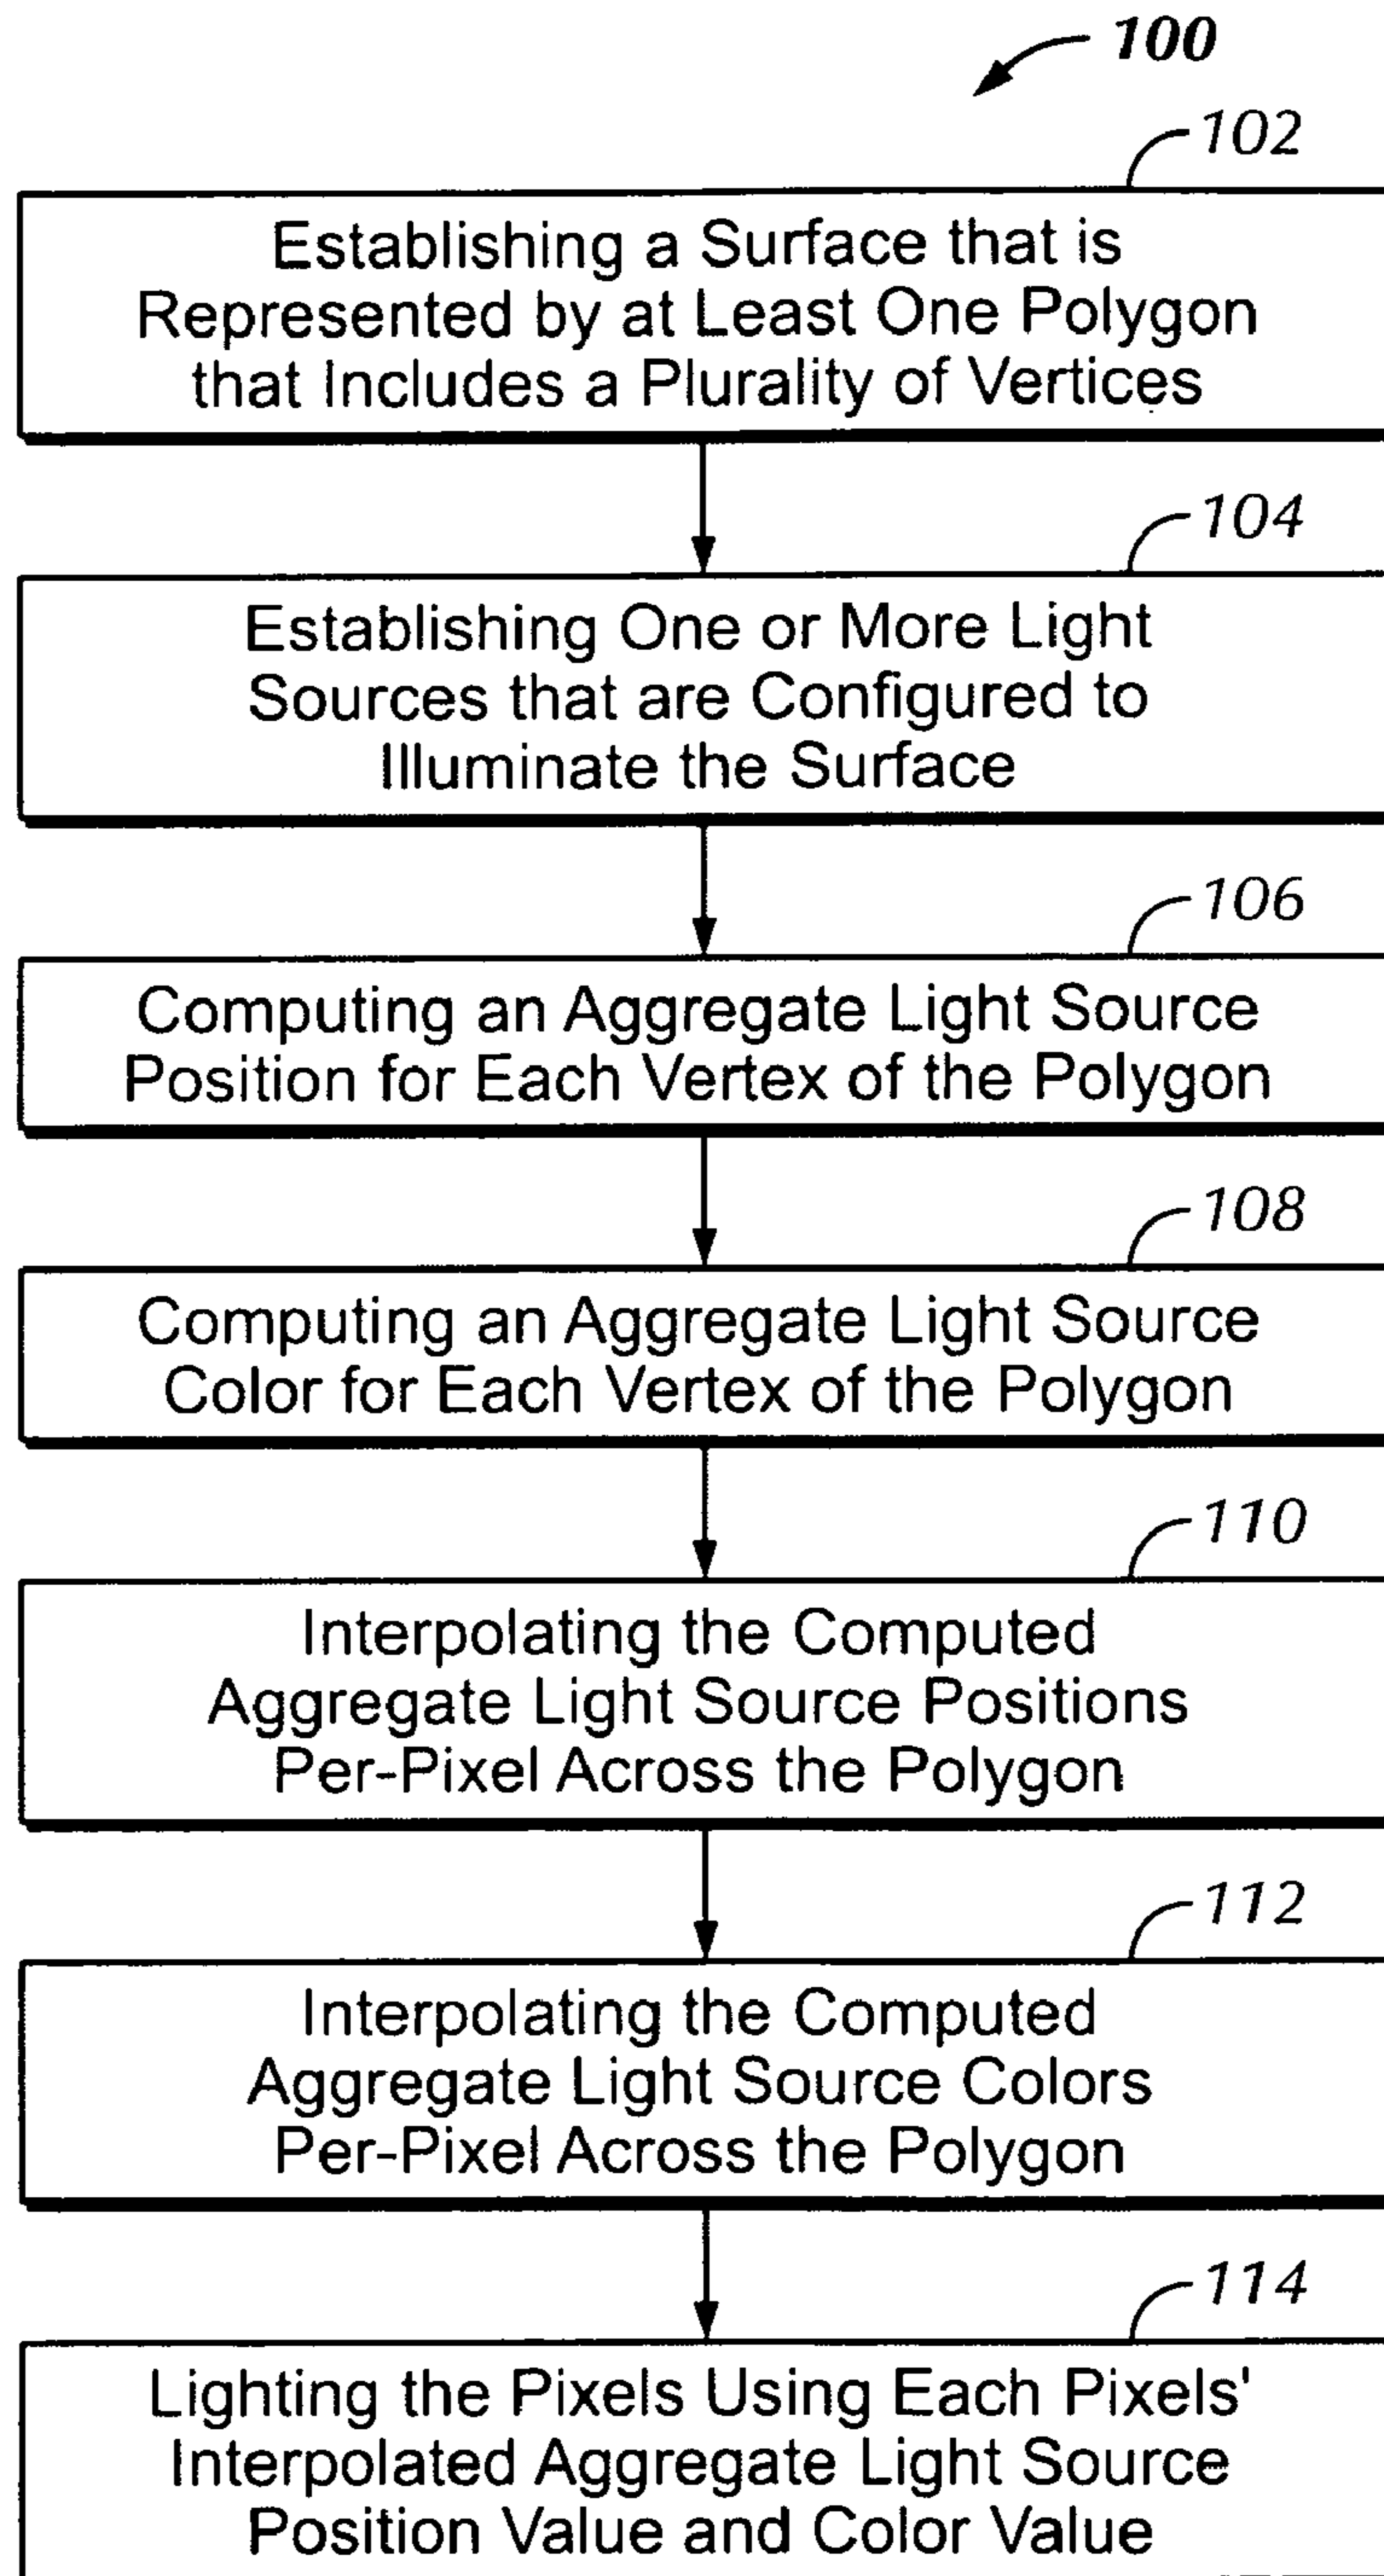 100
102
Establishing a Surface that is
Represented by at Least One Polygon
that Includes a Plurality of Vertices
104
Establishing One or More Light
Sources that are Configured to
Illuminate the Surface
106
Computing an Aggregate Light Source
Position for Each Vertex of the Polygon
108
Computing an Aggregate Light Source
Color for Each Vertex of the Polygon
110
Interpolating the Computed
Aggregate Light Source Positions
Per-Pixel Across the Polygon
112
Interpolating the Computed
Aggregate Light Source Colors
Per-Pixel Across the Polygon
114
Lighting the Pixels Using Each Pixels'
Interpolated Aggregate Light Source
Position Value and Color Value